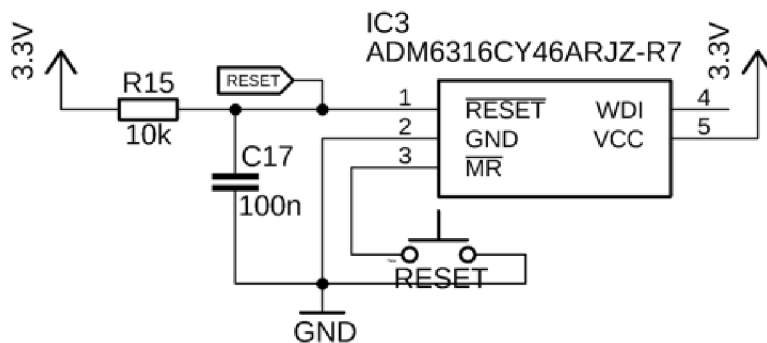 IC3
ADM6316CY46ARJZ-R7
3.3V
3.3V
R15
10k
RESET
C17
100n
1
2
3
RESET
GND
MR
WDI
VCC
4
5
RESET
GND